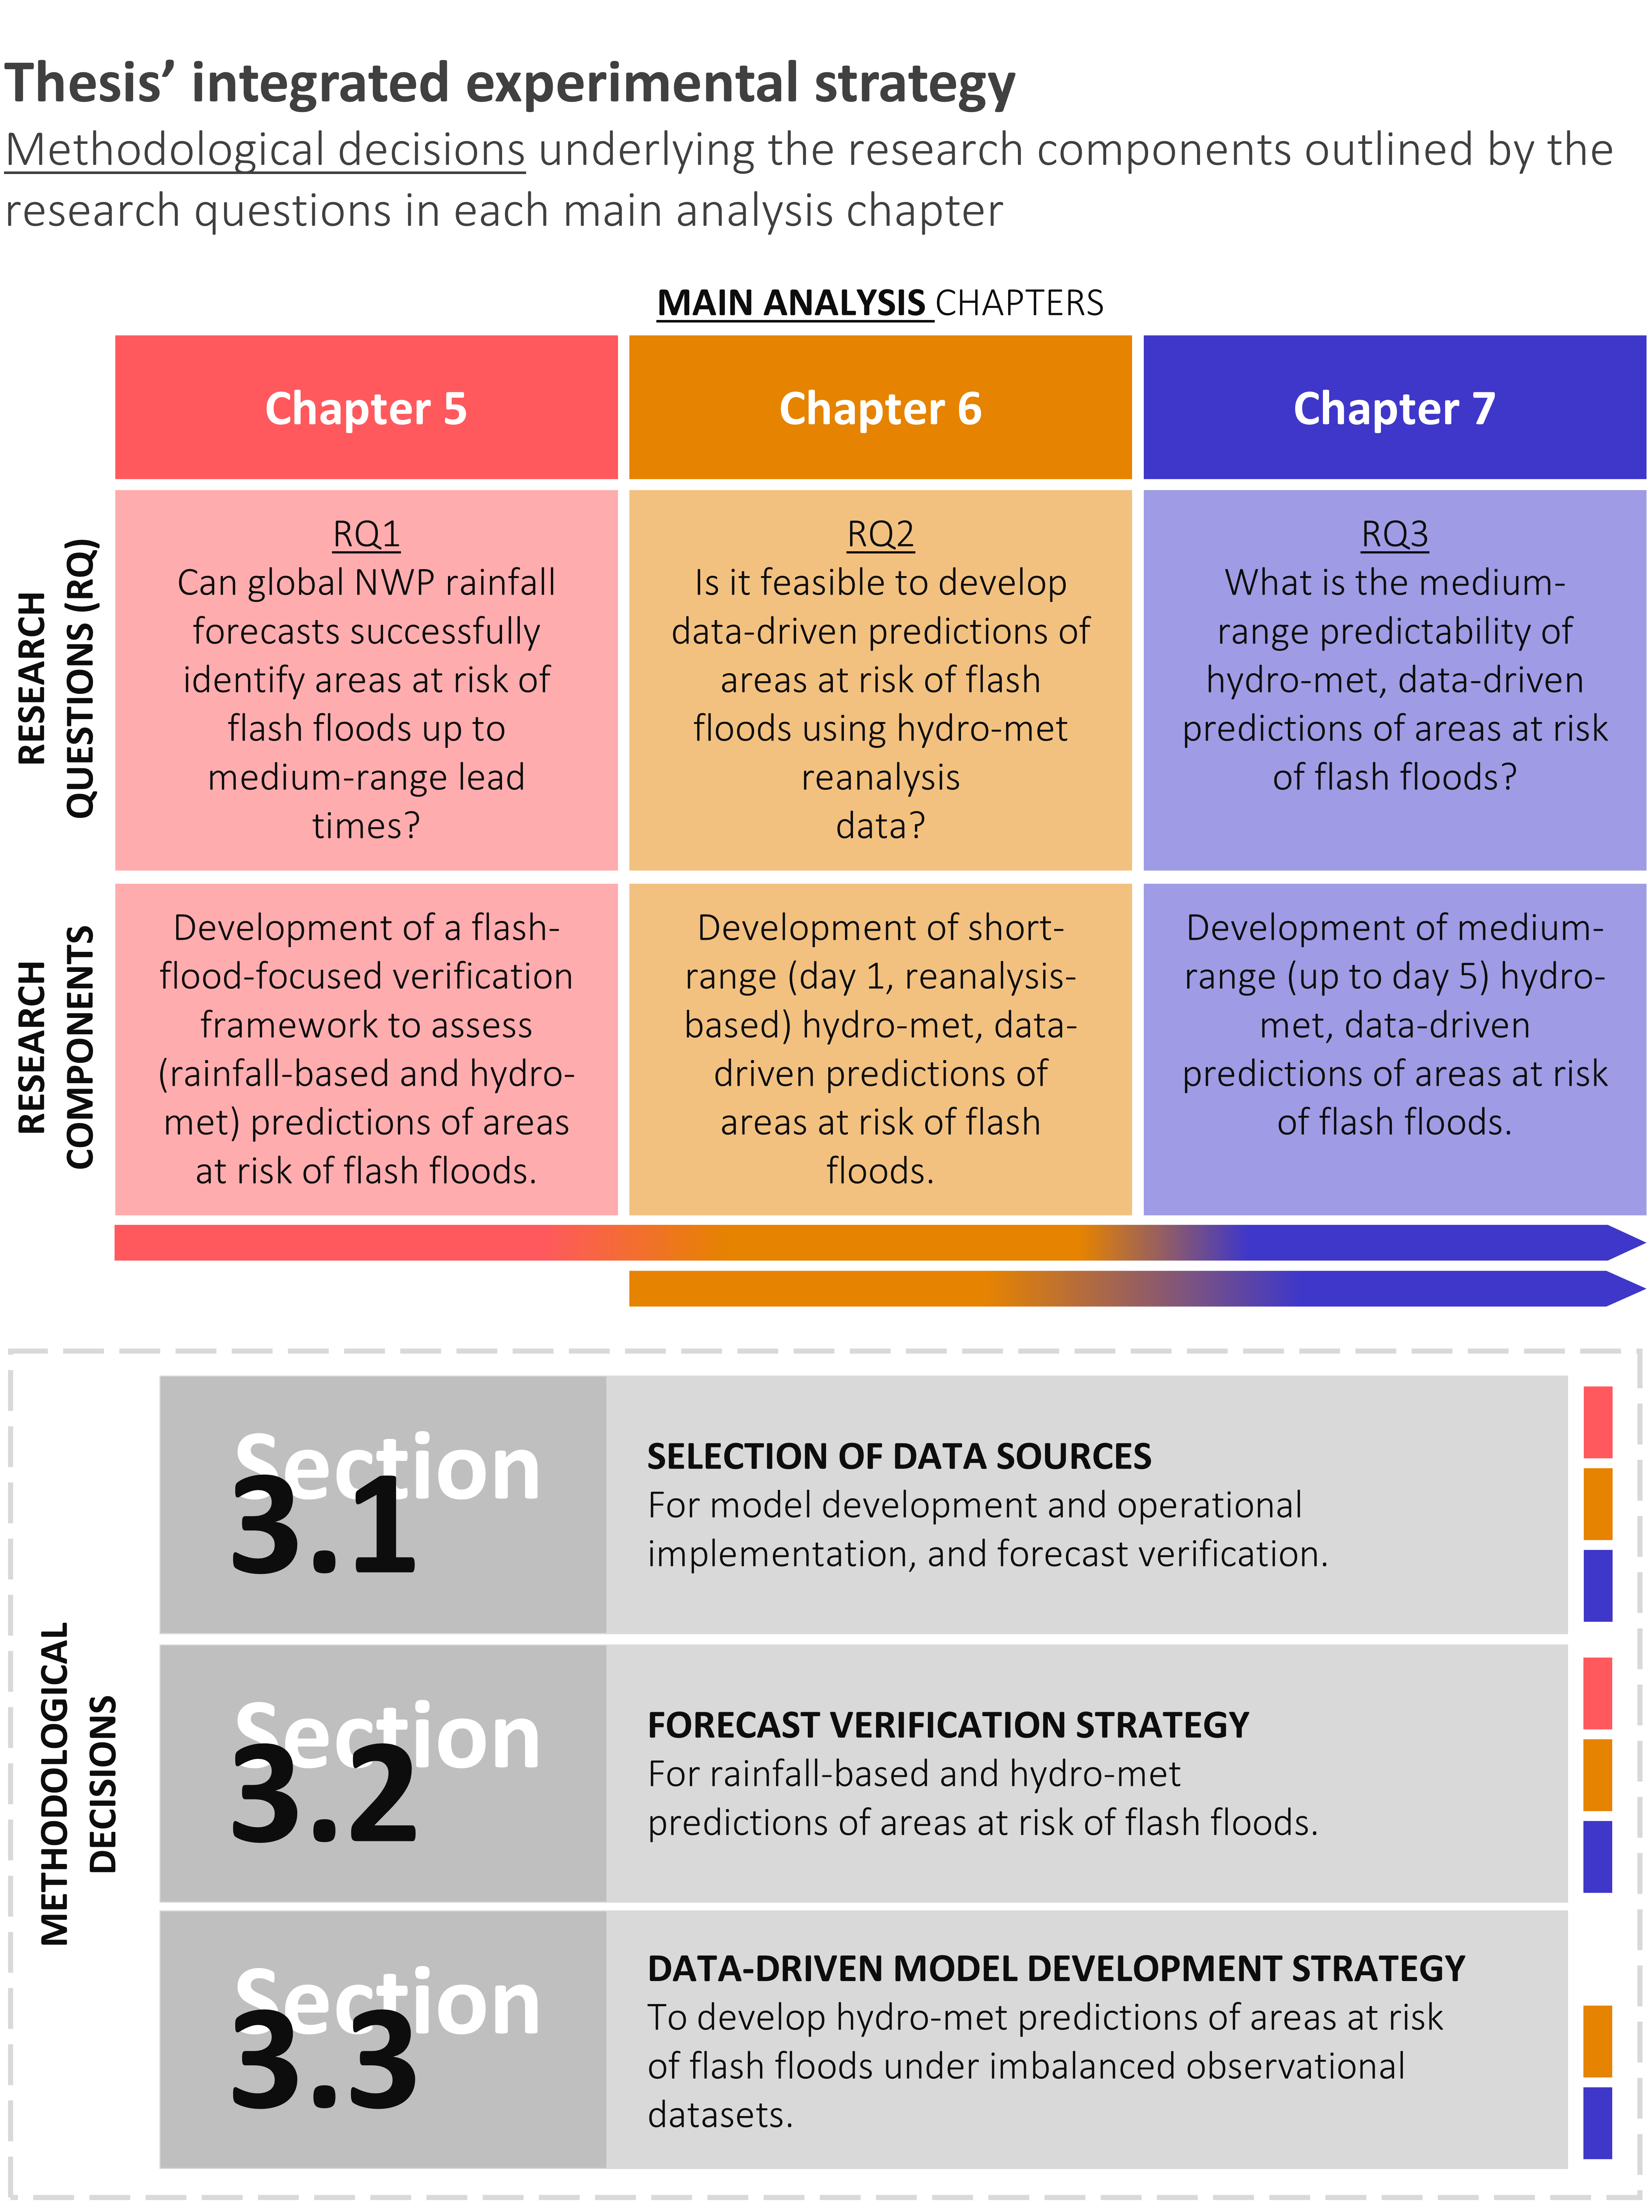 Thesis’ integrated experimental strategy
Methodological decisions underlying the research components outlined by the
research questions in each main analysis chapter
MAIN ANALYSIS CHAPTERS
Chapter 5
Chapter 6
Chapter 7
RESEARCH
QUESTIONS (RQ)
RQ1
Can global NWP rainfall
forecasts successfully
identify areas at risk of
flash floods up to
medium-range lead
times?
RQ2
Is it feasible to develop
data-driven predictions of
areas at risk of flash
floods using hydro-met
reanalysis
data?
RQ3
What is the medium-
range predictability of
hydro-met, data-driven
predictions of areas at risk
of flash floods?
RESEARCH
COMPONENTS
Development of a flash-
flood-focused verification
framework to assess
(rainfall-based and hydro-
met) predictions of areas
at risk of flash floods.
Development of short-
range (day 1, reanalysis-
based) hydro-met, data-
driven predictions of
areas at risk of flash
floods.
Development of medium-
range (up to day 5) hydro-
met, data-driven
predictions of areas at risk
of flash floods.
METHODOLOGICAL
DECISIONS
Section
3.1
SELECTION OF DATA SOURCES
For model development and operational
implementation, and forecast verification.
Section
3.2
FORECAST VERIFICATION STRATEGY
For rainfall-based and hydro-met
predictions of areas at risk of flash floods.
Section
3.3
DATA-DRIVEN MODEL DEVELOPMENT STRATEGY
To develop hydro-met predictions of areas at risk
of flash floods under imbalanced observational
datasets.